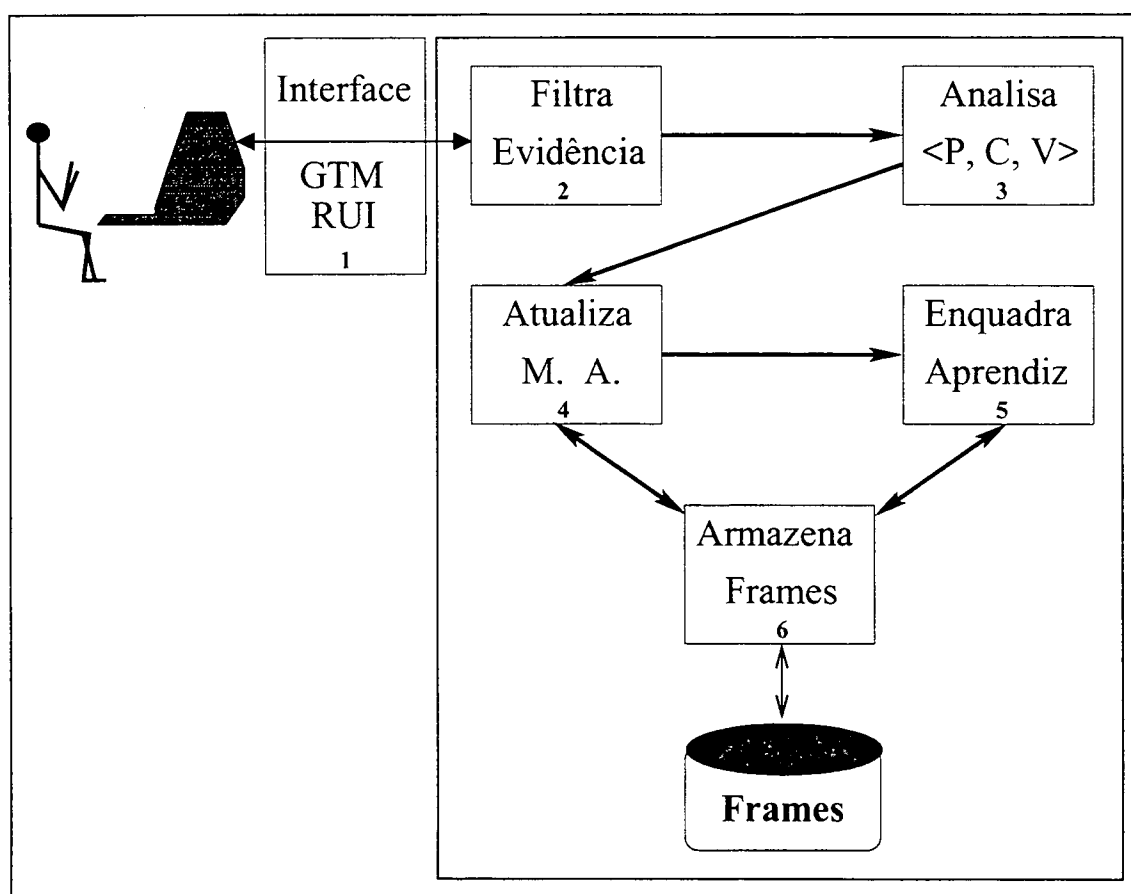 Interface
GTM
RUI
1
Filtra
Evidência
2
Analisa
<P, C, V>
3
Atualiza
M. A.
4
Enquadra
Aprendiz
5
Armazena
Frames
6
Frames